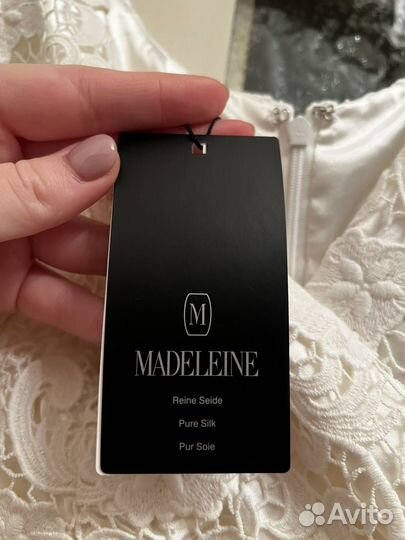 M
MADELEINE
Reine Seide
Pure Silk
Pur Soie
Avito